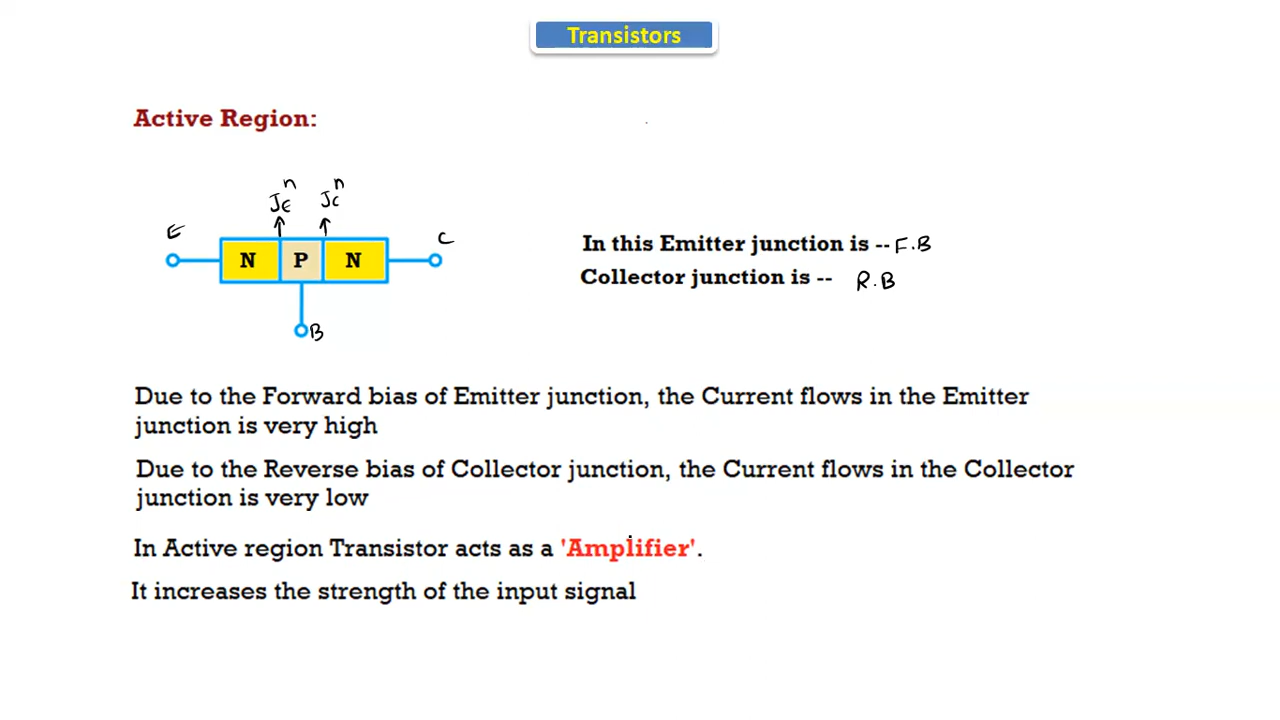 Transistors
Active Region:
JE^n JC^n
E N P N C
B
In this Emitter junction is -- F.B
Collector junction is -- R.B
Due to the Forward bias of Emitter junction, the Current flows in the Emitter
junction is very high
Due to the Reverse bias of Collector junction, the Current flows in the Collector
junction is very low
In Active region Transistor acts as a 'Amplifier'.
It increases the strength of the input signal